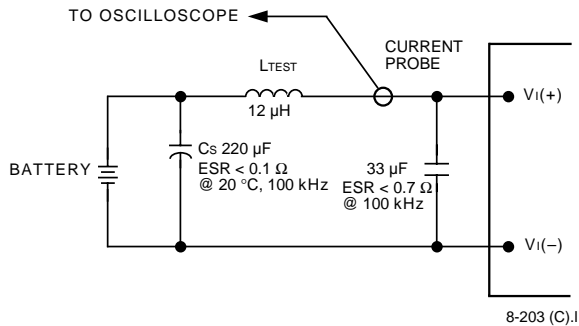 TO OSCILLOSCOPE
CURRENT
PROBE
LTEST
12 μH
VI(+)
CS 220 μF
ESR < 0.1 Ω
@ 20 °C, 100 kHz
BATTERY
33 μF
ESR < 0.7 Ω
@ 100 kHz
VI(–)
8-203 (C).l